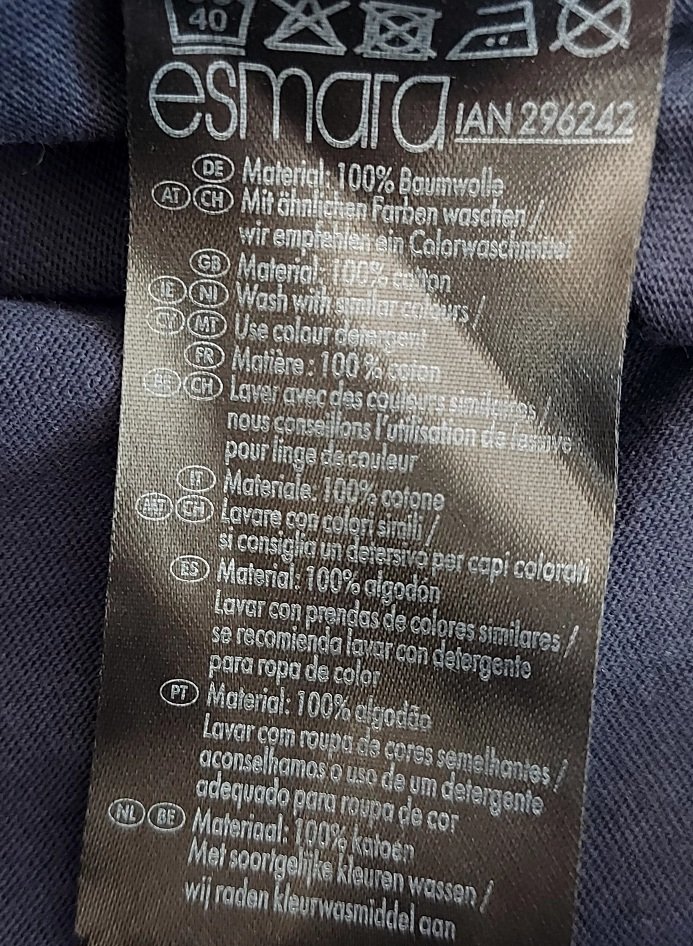 40
esmara IAN 296242
DE Material: 100% Baumwolle
AT CH Mit ähnlichen Farben waschen /
wir empfehlen ein Colorwaschmittel
GB Material: 100% cotton
IE NI Wash with similar colours /
CY MT Use colour detergent
FR Matière : 100 % coton
BE CH Laver avec des couleurs similaires /
nous conseillons l'utilisation de lessive
pour linge de couleur
IT Materiale: 100% cotone
MT CH Lavare con colori simili /
si consiglia un detersivo per capi colorati
ES Material: 100% algodón
Lavar con prendas de colores similares /
se recomienda lavar con detergente
para ropa de color
PT Material: 100% algodão
Lavar com roupa de cores semelhantes /
aconselhamos o uso de um detergente
adequado para roupa de cor
NL BE Materiaal: 100% katoen
Met soortgelijke kleuren wassen /
wij raden kleurwasmiddel aan